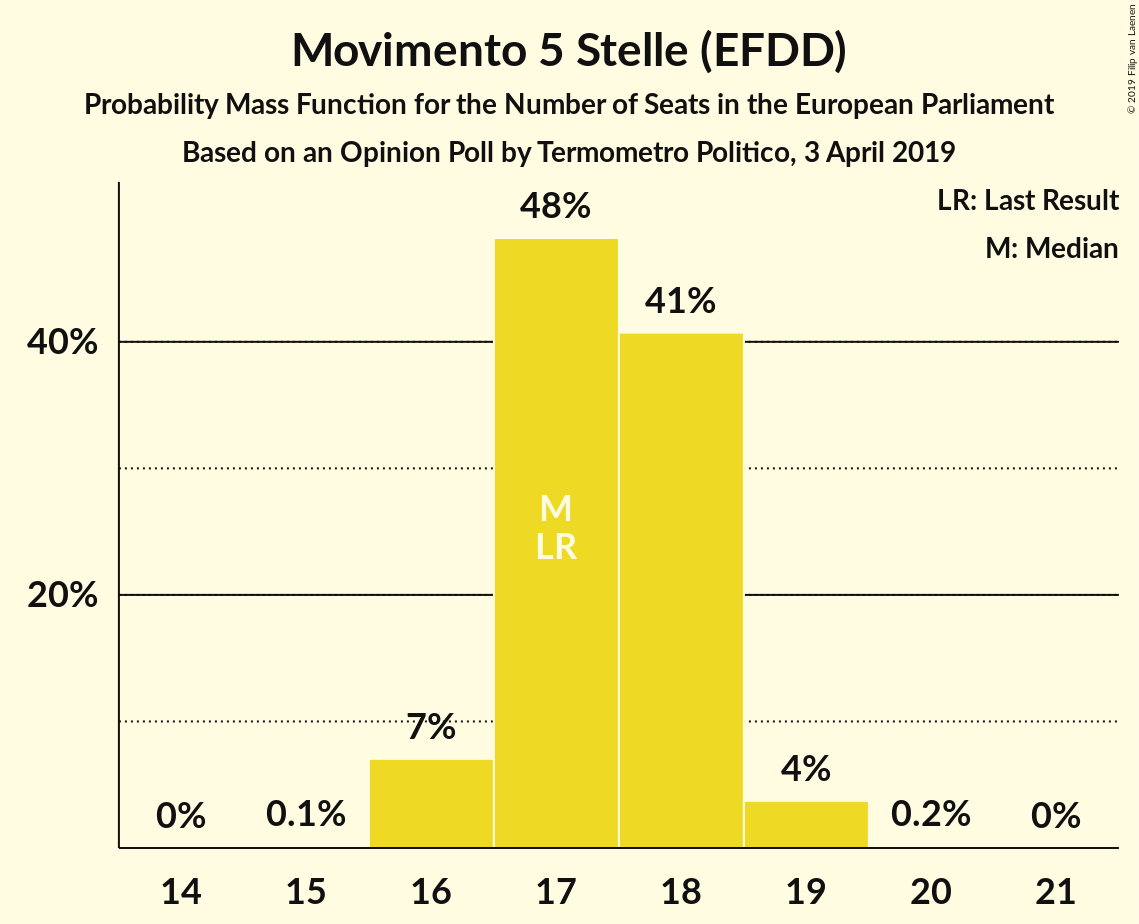 Movimento 5 Stelle (EFDD)
Probability Mass Function for the Number of Seats in the European Parliament
Based on an Opinion Poll by Termometro Politico, 3 April 2019
© 2019 Filip van Laenen
LR: Last Result
M: Median
48%
41%
40%
M
LR
20%
7%
4%
0%
0.1%
0.2%
0%
14 15 16 17 18 19 20 21